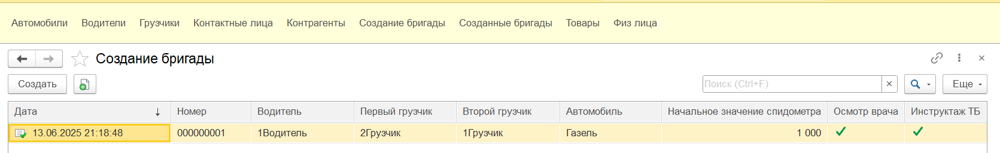 Автомобили Водители Грузчики Контактные лица Контрагенты Создание бригады Созданные бригады Товары Физ лица
Создание бригады
Создать Поиск (Ctrl+F) Еще
Дата Номер Водитель Первый грузчик Второй грузчик Автомобиль Начальное значение спидометра Осмотр врача Инструктаж ТБ
13.06.2025 21:18:48 000000001 1Водитель 2Грузчик 1Грузчик Газель 1 000